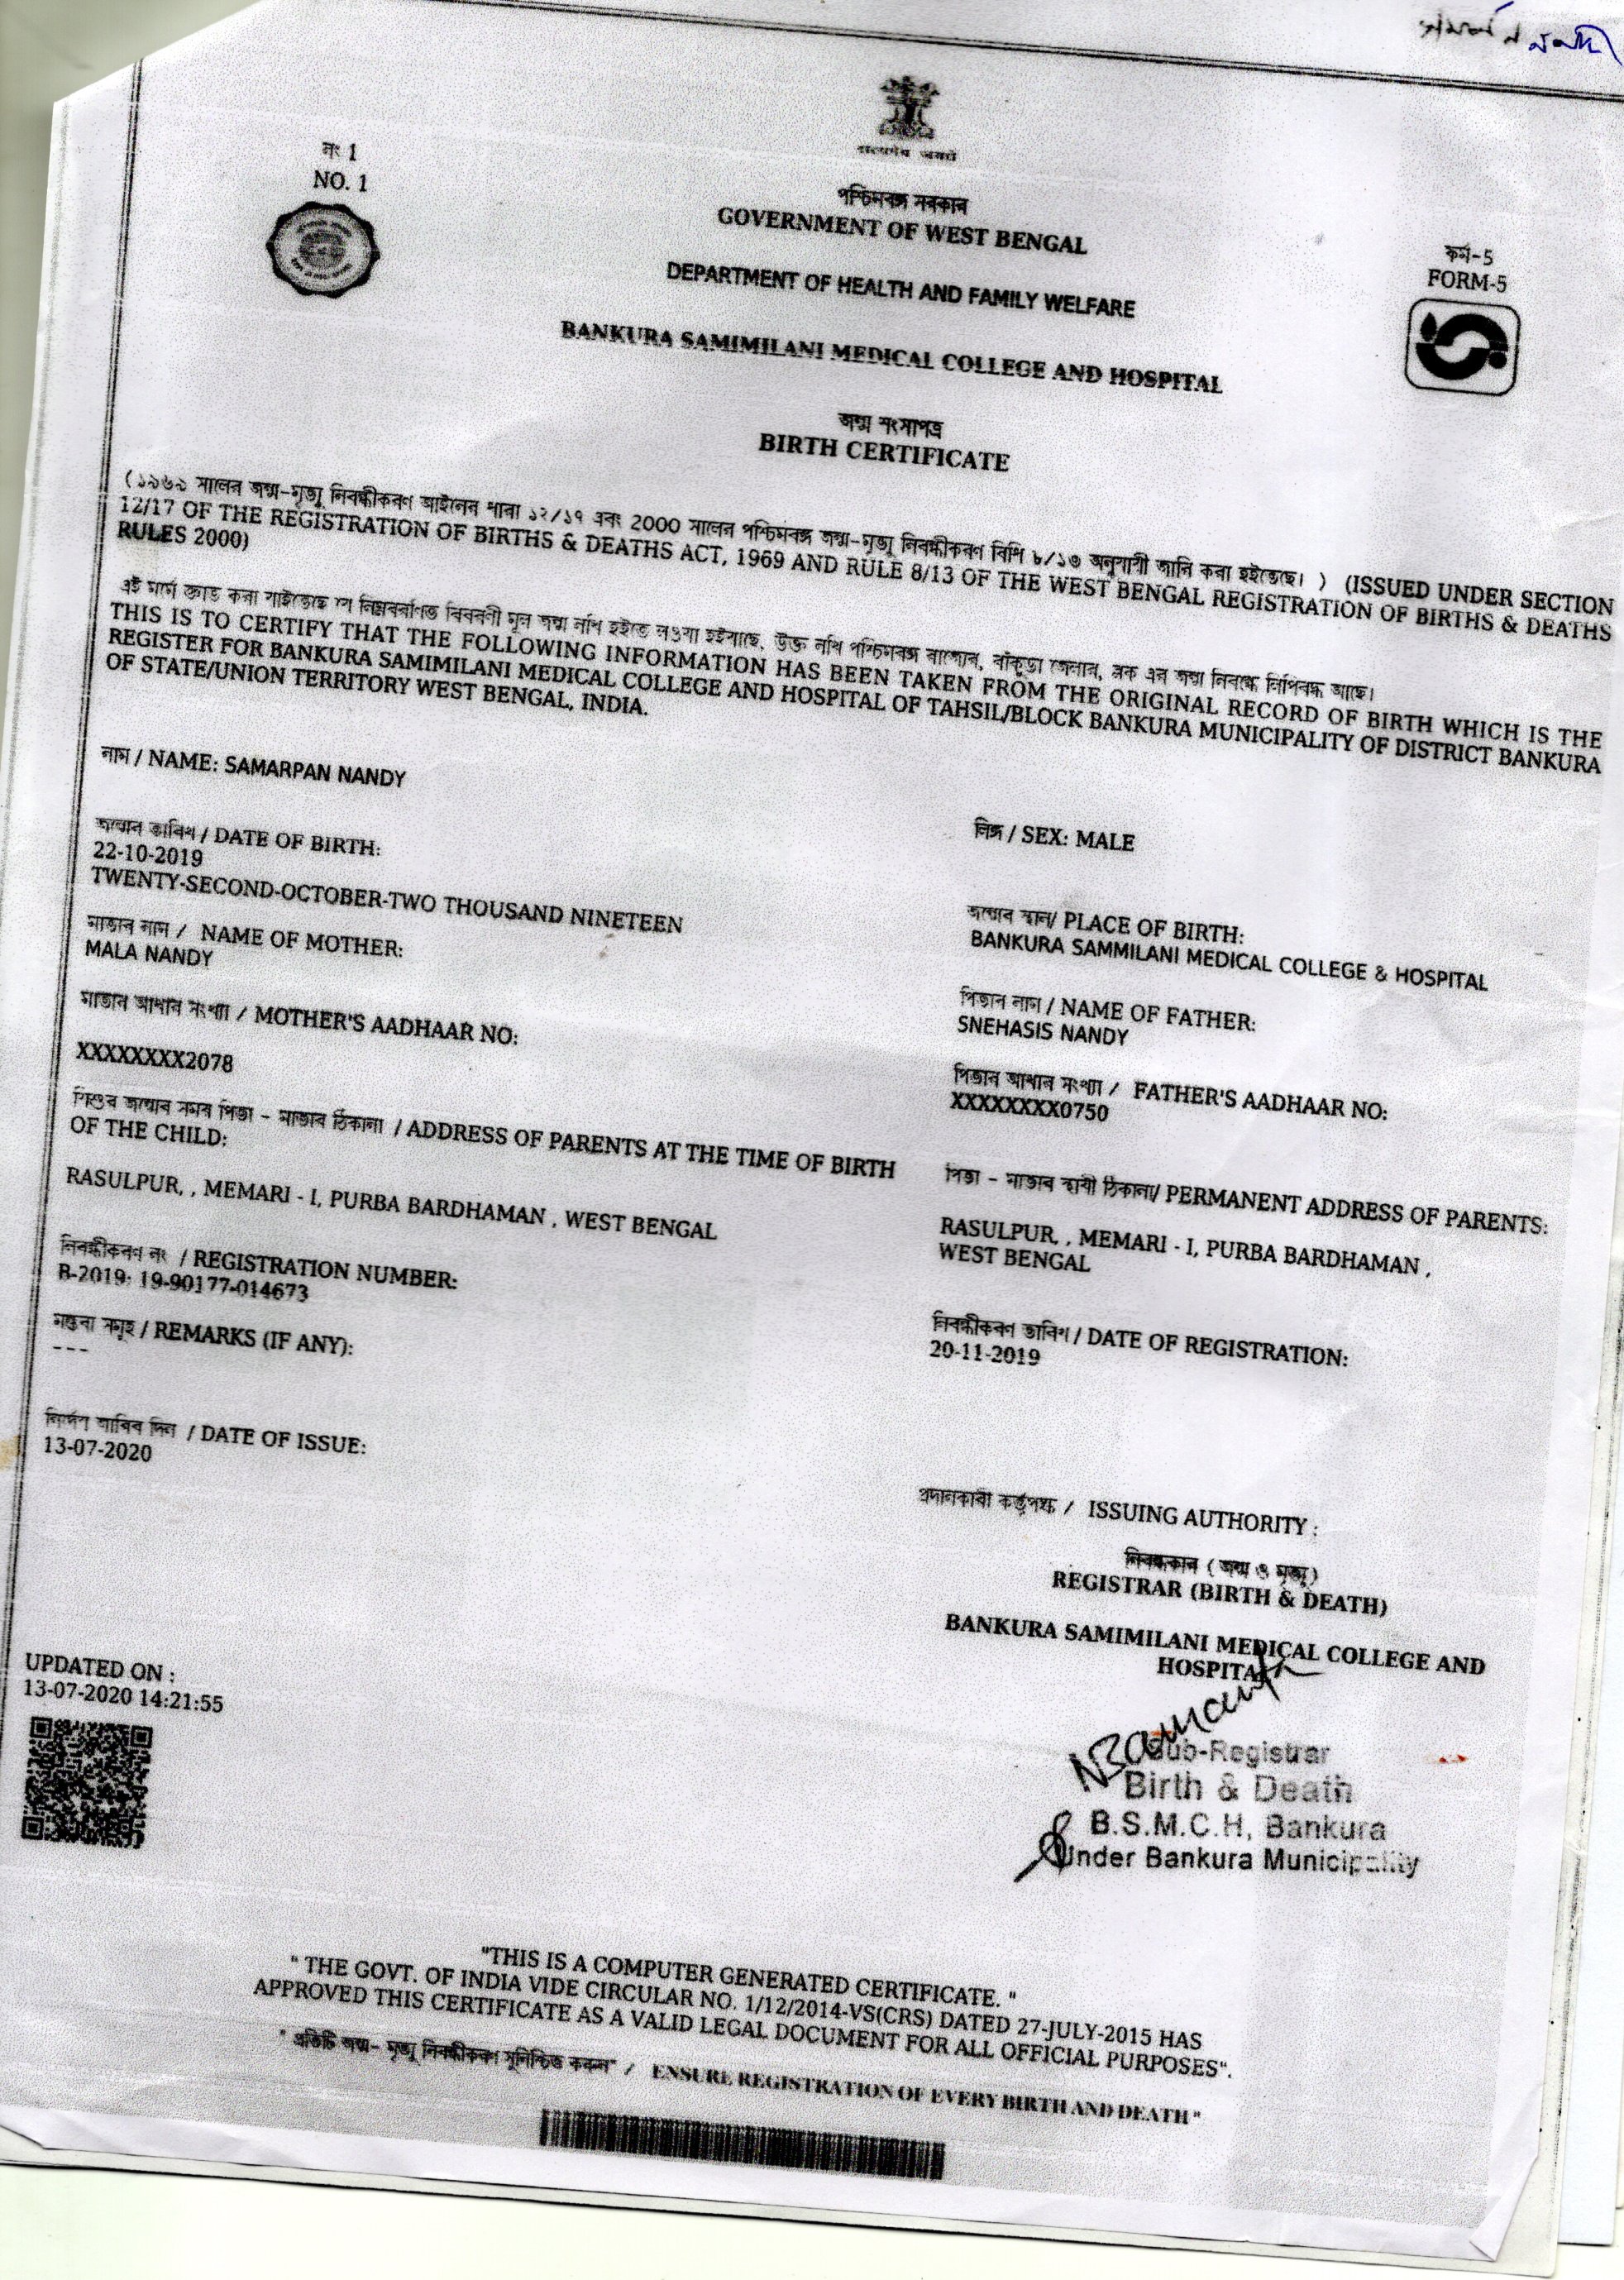 নং 1
NO. 1
पश्चिमবঙ্গ সরকার
GOVERNMENT OF WEST BENGAL
DEPARTMENT OF HEALTH AND FAMILY WELFARE
BANKURA SAMIMILANI MEDICAL COLLEGE AND HOSPITAL
ফর্ম-5
FORM-5
জন্ম শংসাপত্র
BIRTH CERTIFICATE
(১৯৬৯ সালের জন্ম-মৃত্যু নিবন্ধীকরণ আইনের ধারা ১২/১৭ এবং 2000 সালের পশ্চিমবঙ্গ জন্ম-মৃত্যু নিবন্ধীকরণ বিধি ৮/১৩ অনুযায়ী জারি করা হইতেছে। ) (ISSUED UNDER SECTION
12/17 OF THE REGISTRATION OF BIRTHS & DEATHS ACT, 1969 AND RULE 8/13 OF THE WEST BENGAL REGISTRATION OF BIRTHS & DEATHS
RULES 2000)
এই মর্মে জ্ঞাত করা যাইতেছে যে নিম্নবর্ণিত বিবরণী মূল জন্ম নথি হইতে লওয়া হইয়াছে, উক্ত নথি পশ্চিমবঙ্গ রাজ্যের, বাঁকুড়া জেলার, ব্লক এর জন্ম নিবন্ধে লিপিবদ্ধ আছে।
THIS IS TO CERTIFY THAT THE FOLLOWING INFORMATION HAS BEEN TAKEN FROM THE ORIGINAL RECORD OF BIRTH WHICH IS THE
REGISTER FOR BANKURA SAMIMILANI MEDICAL COLLEGE AND HOSPITAL OF TAHSIL/BLOCK BANKURA MUNICIPALITY OF DISTRICT BANKURA
OF STATE/UNION TERRITORY WEST BENGAL, INDIA.
নাম / NAME: SAMARPAN NANDY
লিঙ্গ / SEX: MALE
জন্মের তারিখ / DATE OF BIRTH:
22-10-2019
TWENTY-SECOND-OCTOBER-TWO THOUSAND NINETEEN
জন্মের স্থান/ PLACE OF BIRTH:
BANKURA SAMMILANI MEDICAL COLLEGE & HOSPITAL
মাতার নাম / NAME OF MOTHER:
MALA NANDY
পিতার নাম / NAME OF FATHER:
SNEHASIS NANDY
মাতার আধার সংখ্যা / MOTHER'S AADHAAR NO:
XXXXXXXX2078
পিতার আধার সংখ্যা / FATHER'S AADHAAR NO:
XXXXXXXX0750
শিশুর জন্মের সময় পিতা - মাতার ঠিকানা / ADDRESS OF PARENTS AT THE TIME OF BIRTH
OF THE CHILD:
RASULPUR, , MEMARI - I, PURBA BARDHAMAN , WEST BENGAL
পিতা - মাতার স্থায়ী ঠিকানা/ PERMANENT ADDRESS OF PARENTS:
RASULPUR, , MEMARI - I, PURBA BARDHAMAN ,
WEST BENGAL
নিবন্ধীকরণ নং / REGISTRATION NUMBER:
B-2019: 19-90177-014673
নিবন্ধীকরণ তারিখ / DATE OF REGISTRATION:
20-11-2019
মন্তব্য সমূহ / REMARKS (IF ANY):
---
DATE OF ISSUE:
13-07-2020
প্রদানকারী কর্তৃপক্ষ / ISSUING AUTHORITY :
নিবন্ধকার ( জন্ম ও মৃত্যু)
REGISTRAR (BIRTH & DEATH)
BANKURA SAMIMILANI MEDICAL COLLEGE AND
HOSPITAL
UPDATED ON :
13-07-2020 14:21:55
Sub-Registrar
Birth & Death
B.S.M.C.H, Bankura
Under Bankura Municipality
"THIS IS A COMPUTER GENERATED CERTIFICATE. "
" THE GOVT. OF INDIA VIDE CIRCULAR NO. 1/12/2014-VS(CRS) DATED 27-JULY-2015 HAS
APPROVED THIS CERTIFICATE AS A VALID LEGAL DOCUMENT FOR ALL OFFICIAL PURPOSES".
" প্রতিটি জন্ম- মৃত্যু নিবন্ধীকরণ সুনিশ্চিত করুন" / ENSURE REGISTRATION OF EVERY BIRTH AND DEATH "